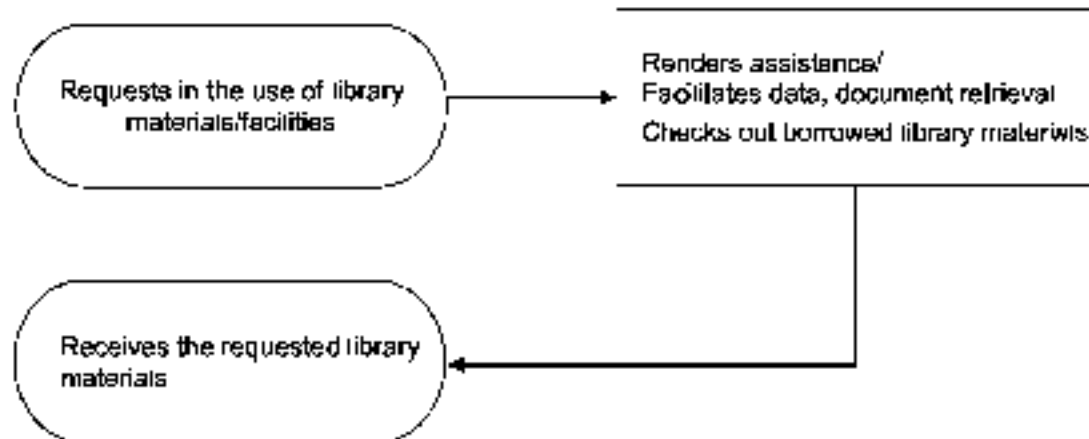 Requests in the use of library
materials/facilities
Renders assistance/
Facilitates data, document retrieval
Checks out borrowed library materials
Receives the requested library
materials